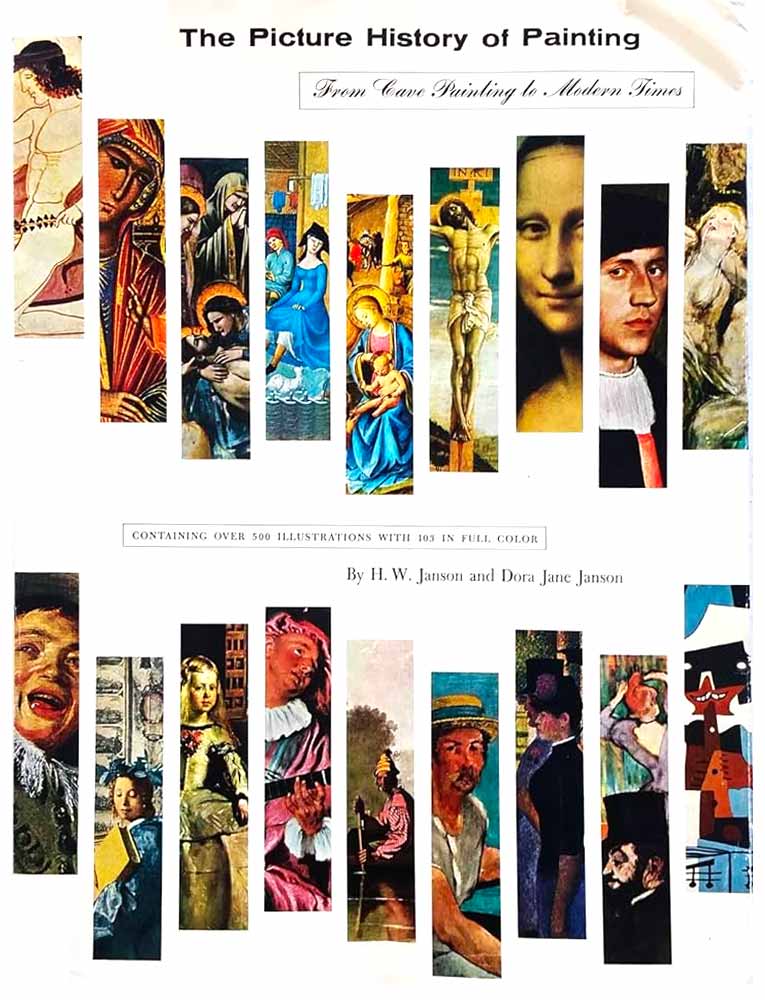 The Picture History of Painting
From Cave Painting to Modern Times
INRI
CONTAINING OVER 500 ILLUSTRATIONS WITH 103 IN FULL COLOR
By H. W. Janson and Dora Jane Janson